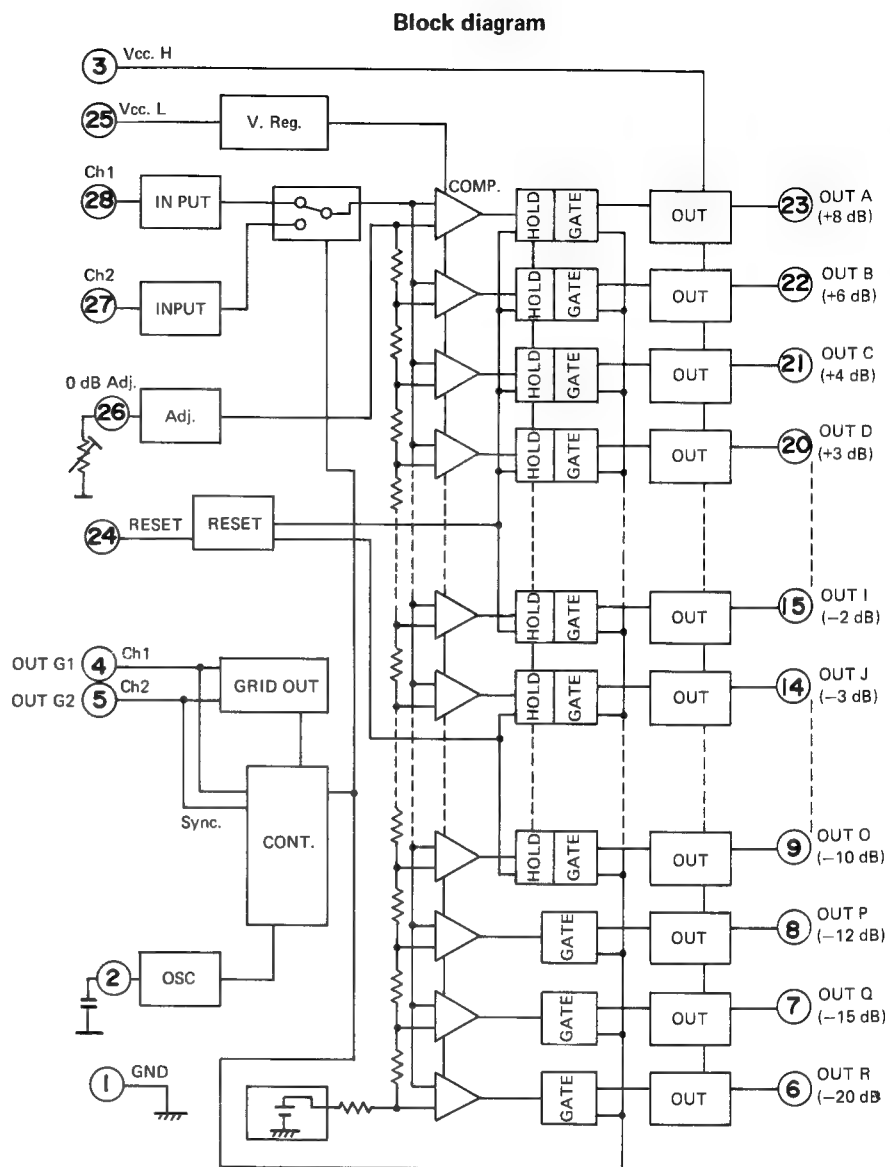 Block diagram
3 Vcc. H
25 Vcc. L
V. Reg.
Ch1
28
IN PUT
COMP.
HOLD
GATE
OUT
23
OUT A
(+8 dB)
Ch2
27
INPUT
HOLD
GATE
OUT
22
OUT B
(+6 dB)
HOLD
GATE
OUT
21
OUT C
(+4 dB)
0 dB Adj.
26
Adj.
HOLD
GATE
OUT
20
OUT D
(+3 dB)
24
RESET
RESET
HOLD
GATE
OUT
15
OUT I
(−2 dB)
OUT G1
4
Ch1
OUT G2
5
Ch2
GRID OUT
HOLD
GATE
OUT
14
OUT J
(−3 dB)
Sync.
CONT.
HOLD
GATE
OUT
9
OUT O
(−10 dB)
GATE
OUT
8
OUT P
(−12 dB)
2
OSC
GATE
OUT
7
OUT Q
(−15 dB)
1
GND
GATE
OUT
6
OUT R
(−20 dB